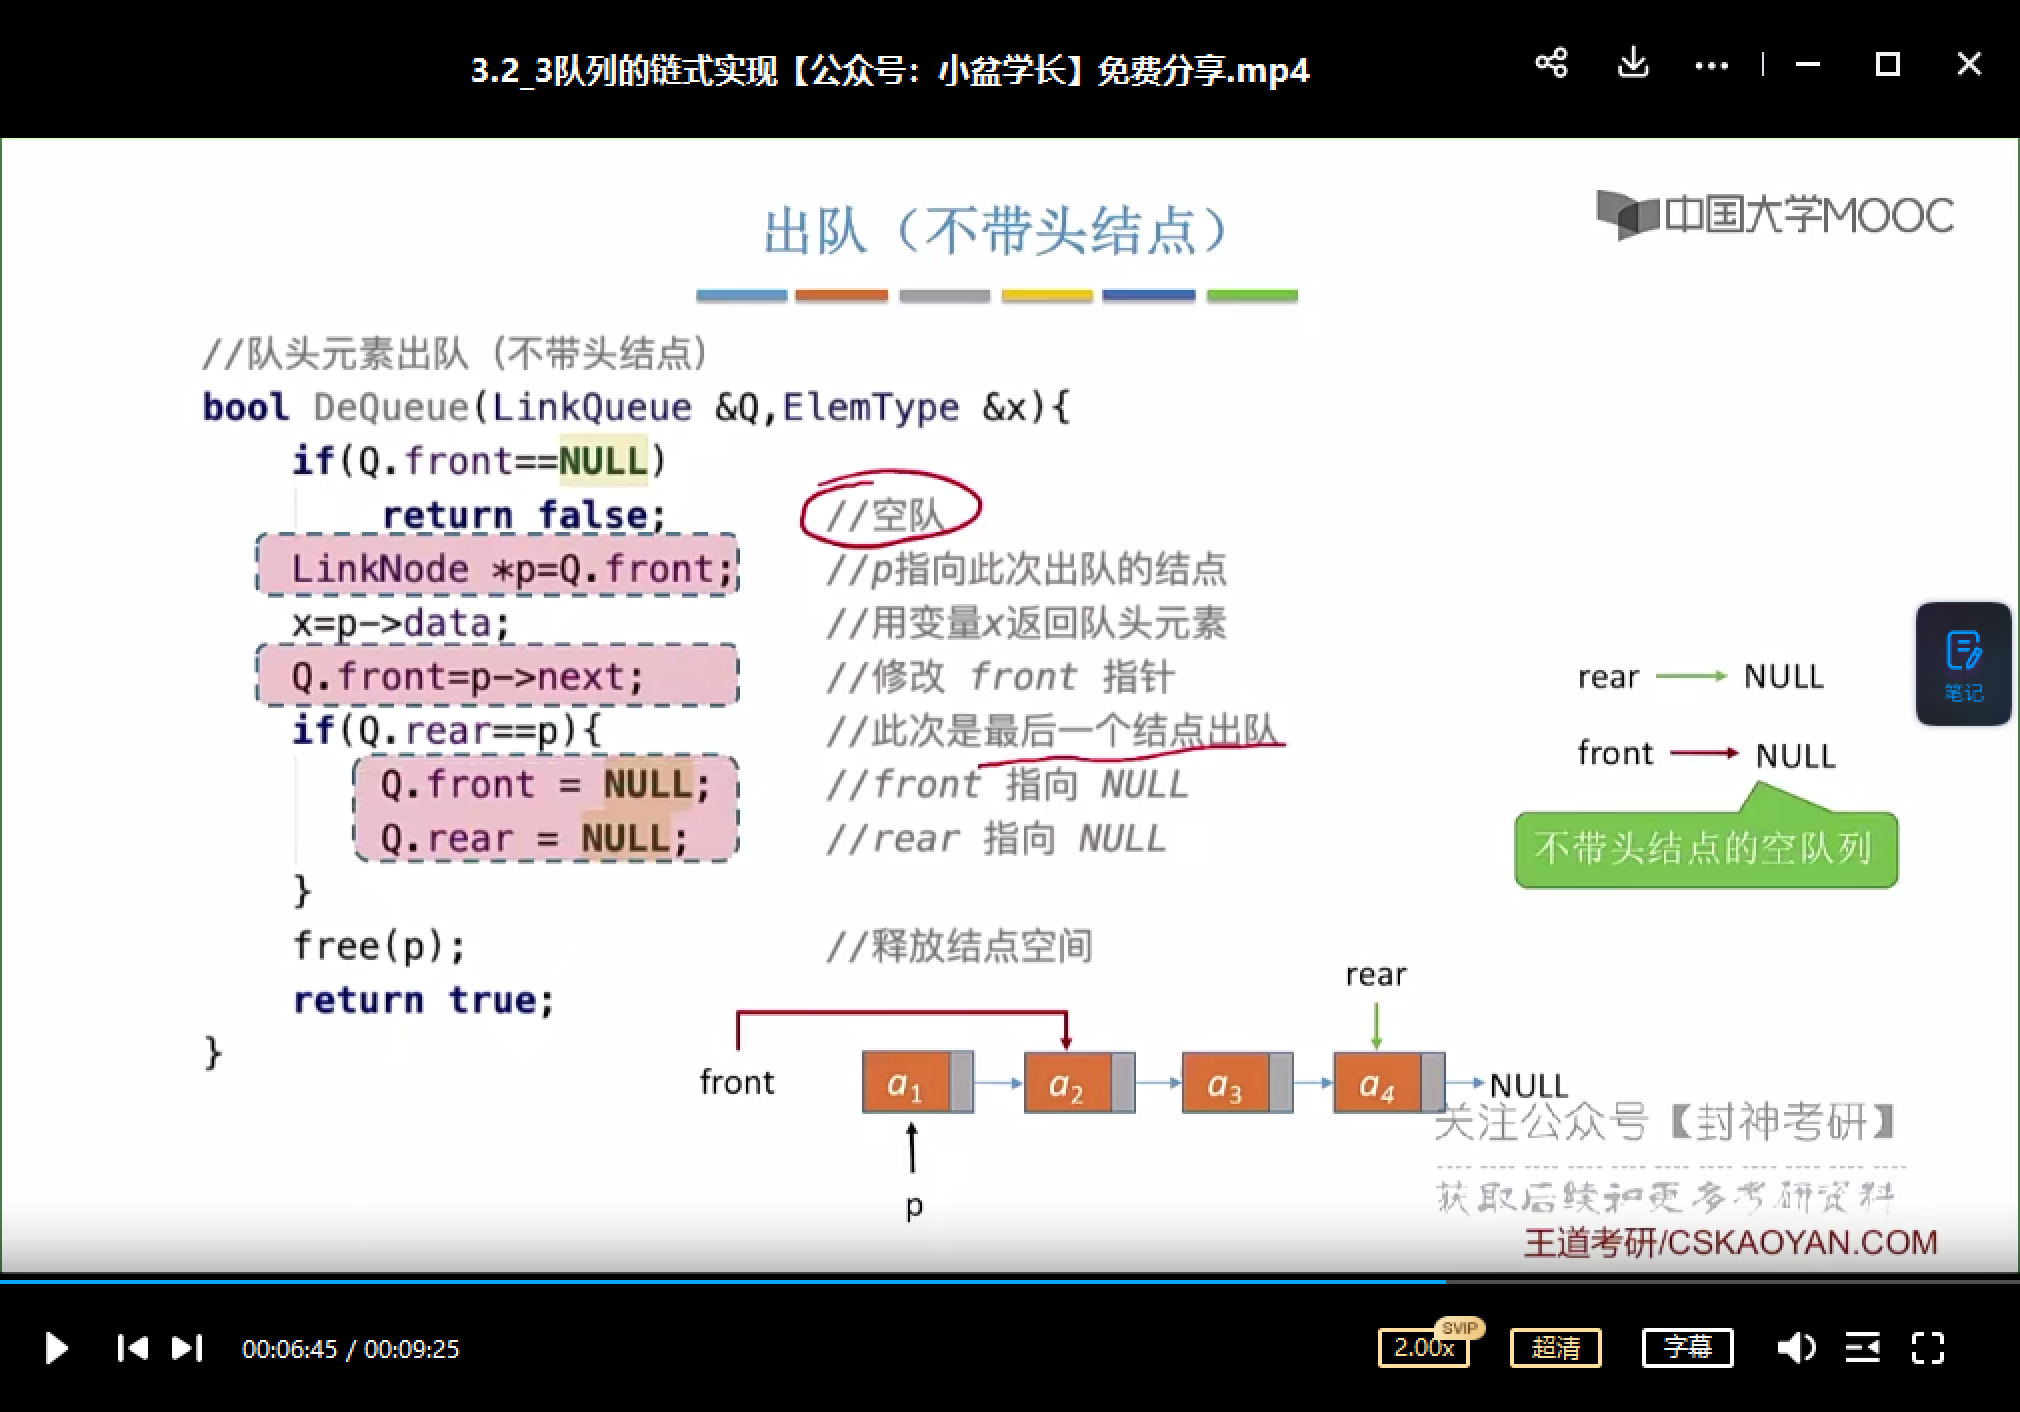 3.2_3队列的链式实现【公众号：小盆学长】免费分享.mp4
中国大学MOOC
出队（不带头结点）
//队头元素出队（不带头结点）
bool DeQueue(LinkQueue &Q,ElemType &x){
if(Q.front==NULL)
return false; //空队
LinkNode *p=Q.front; //p指向此次出队的结点
x=p->data; //用变量x返回队头元素
Q.front=p->next; //修改 front 指针
if(Q.rear==p){ //此次是最后一个结点出队
Q.front = NULL; //front 指向 NULL
Q.rear = NULL; //rear 指向 NULL
}
free(p); //释放结点空间
return true;
}
笔记
rear NULL
front NULL
不带头结点的空队列
rear
front a1 a2 a3 a4 NULL
p
关注公众号【封神考研】
获取后续和更多考研资料
王道考研/CSKAOYAN.COM
00:06:45 / 00:09:25
2.00x
SVIP
超清
字幕